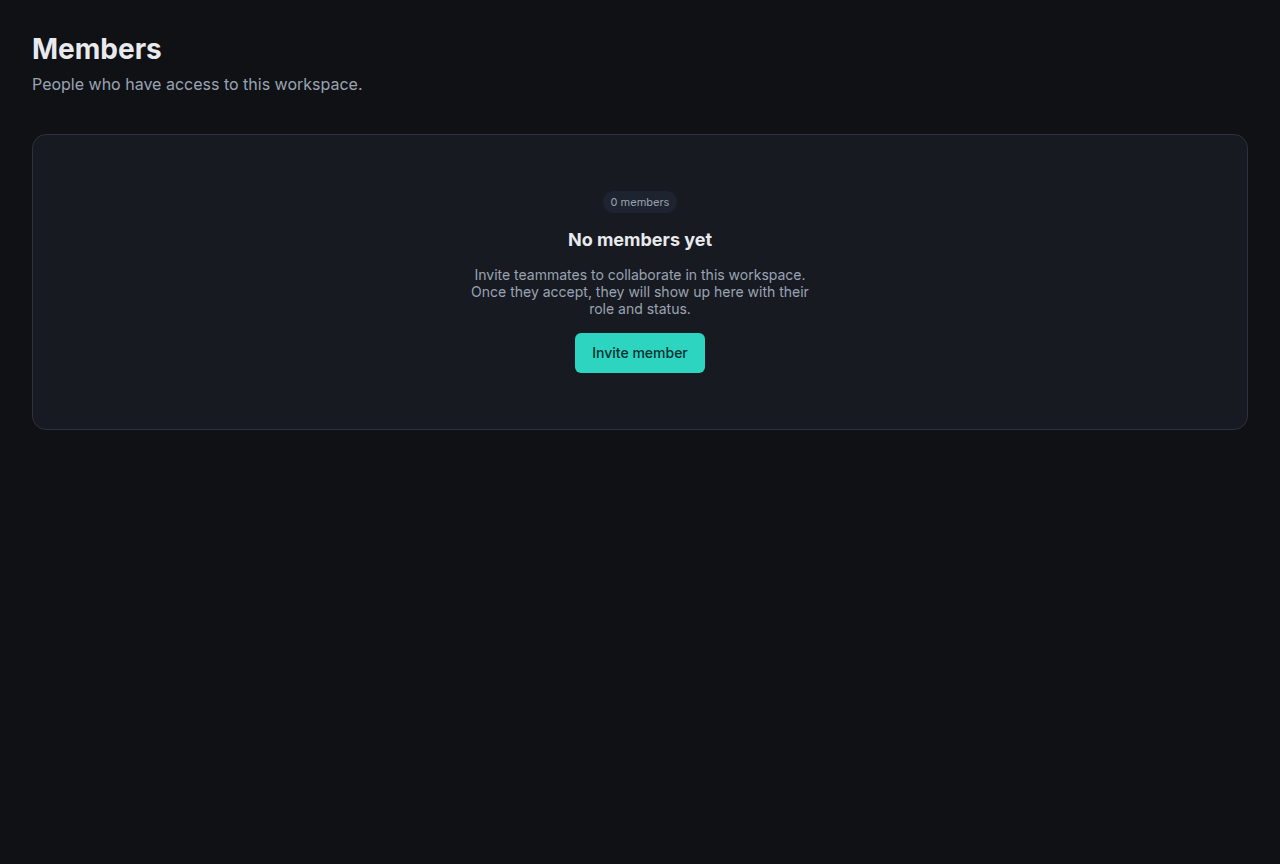 Members
People who have access to this workspace.
0 members
No members yet
Invite teammates to collaborate in this workspace.
Once they accept, they will show up here with their
role and status.
Invite member